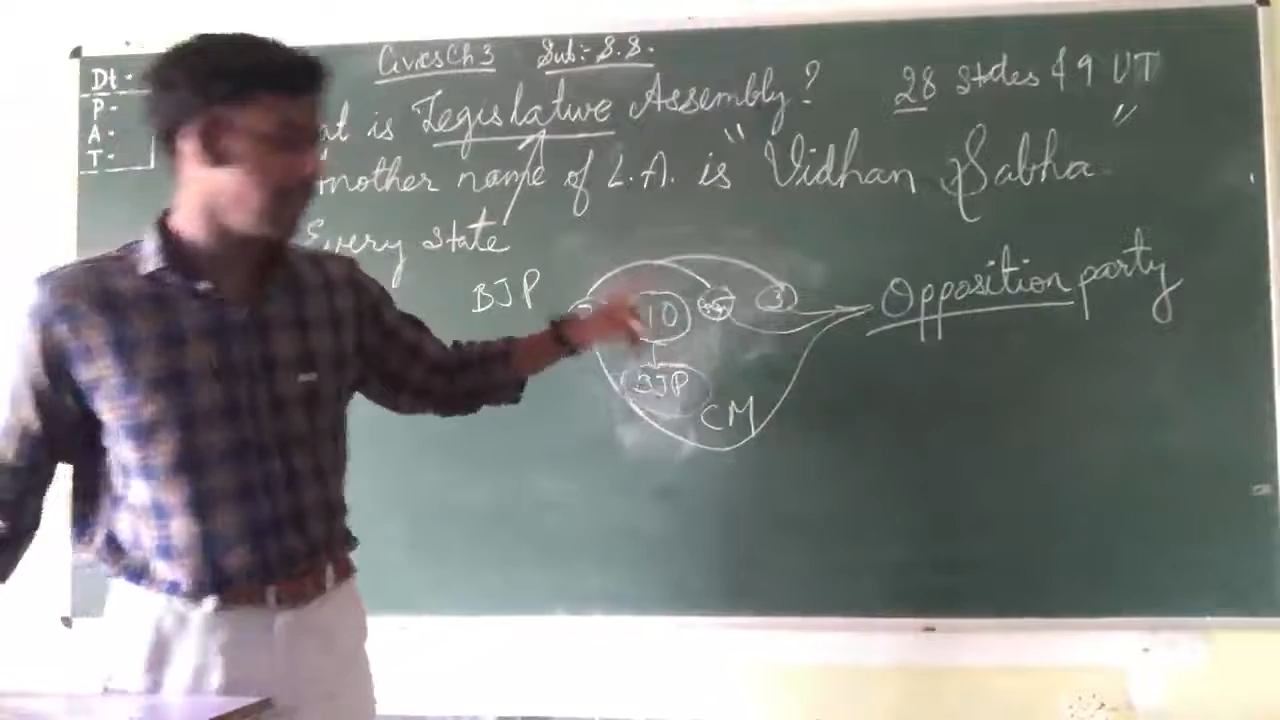 Dt -
P -
A -
T -
Civics Ch 3 Sub:- S.S.
28 States & 9 UT
at is Legislative Assembly?
Another name of L.A. is "Vidhan Sabha"
Every state
BJP
10
3
Opposition party
BJP
CM